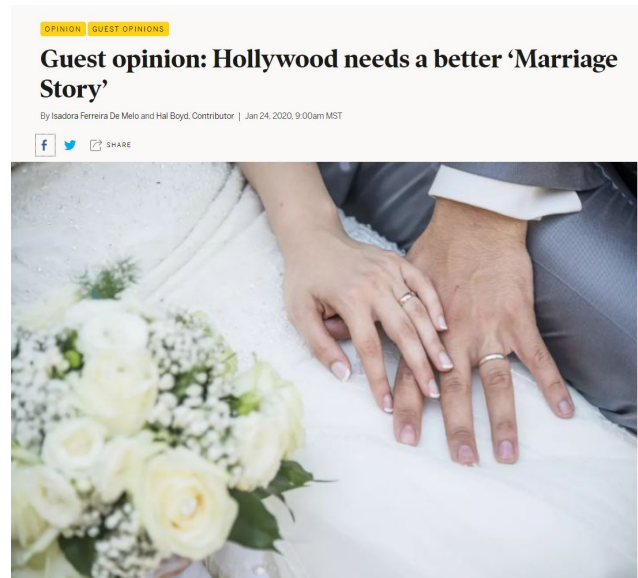 OPINION GUEST OPINIONS
Guest opinion: Hollywood needs a better ‘Marriage
Story’
By Isadora Ferreira De Melo and Hal Boyd, Contributor | Jan 24, 2020, 9:00am MST
f SHARE